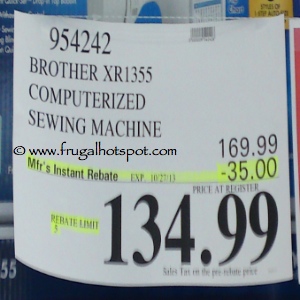 954242
BROTHER XR1355
COMPUTERIZED
SEWING MACHINE
www.frugalhotspot.com
169.99
Mfr's Instant Rebate EXP. 10/27/13 -35.00
PRICE AT REGISTER
REBATE LIMIT
5
134.99
Sales Tax on the pre-rebate price
55